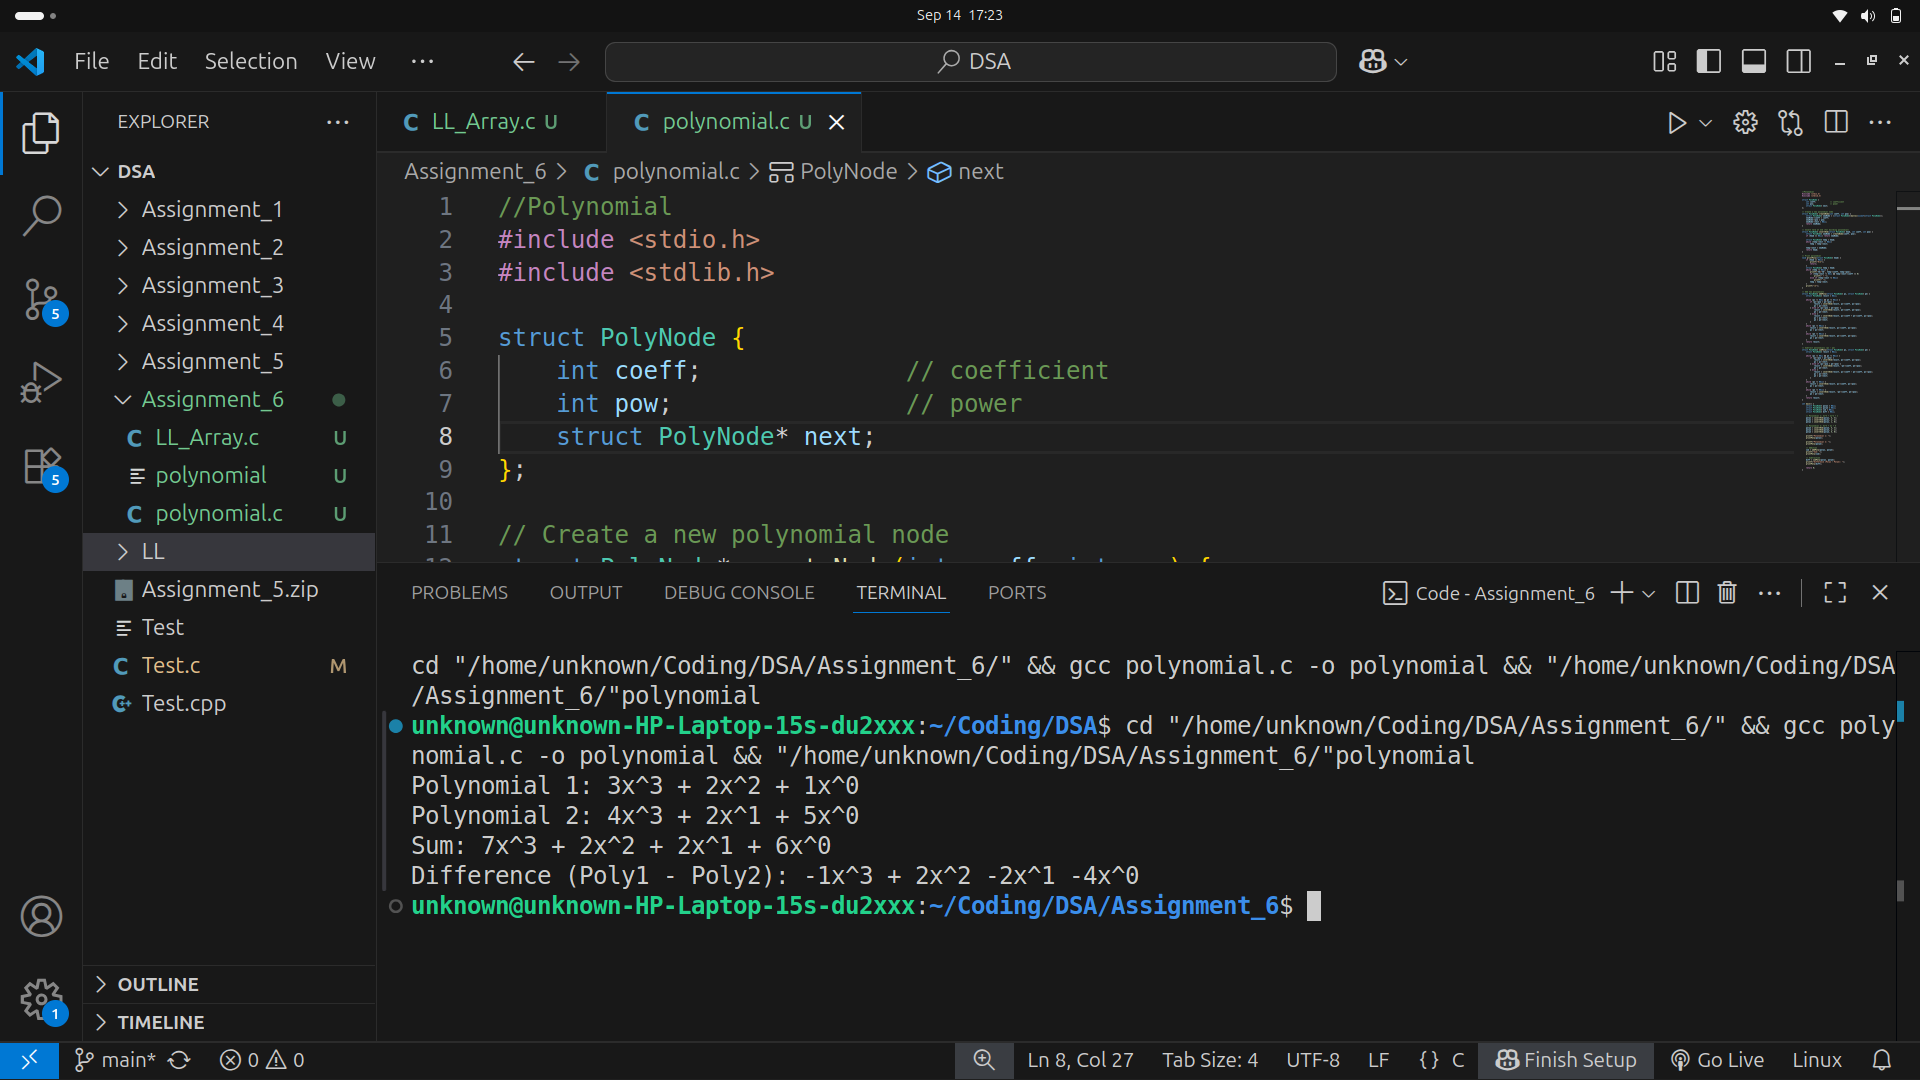 Sep 14 17:23
File Edit Selection View ···
DSA
EXPLORER ···
LL_Array.c U
polynomial.c U
DSA
Assignment_1
Assignment_2
Assignment_3
Assignment_4
Assignment_5
Assignment_6
LL_Array.c U
polynomial U
polynomial.c U
LL
Assignment_5.zip
Test
Test.c M
Test.cpp
5
5
1
OUTLINE
TIMELINE
Assignment_6 > C polynomial.c > PolyNode > next
1 //Polynomial
2 #include <stdio.h>
3 #include <stdlib.h>
4
5 struct PolyNode {
6 int coeff; // coefficient
7 int pow; // power
8 struct PolyNode* next;
9 };
10
11 // Create a new polynomial node
PROBLEMS OUTPUT DEBUG CONSOLE TERMINAL PORTS
Code - Assignment_6
cd "/home/unknown/Coding/DSA/Assignment_6/" && gcc polynomial.c -o polynomial && "/home/unknown/Coding/DSA
/Assignment_6/"polynomial
unknown@unknown-HP-Laptop-15s-du2xxx:~/Coding/DSA$ cd "/home/unknown/Coding/DSA/Assignment_6/" && gcc poly
nomial.c -o polynomial && "/home/unknown/Coding/DSA/Assignment_6/"polynomial
Polynomial 1: 3x^3 + 2x^2 + 1x^0
Polynomial 2: 4x^3 + 2x^1 + 5x^0
Sum: 7x^3 + 2x^2 + 2x^1 + 6x^0
Difference (Poly1 - Poly2): -1x^3 + 2x^2 -2x^1 -4x^0
unknown@unknown-HP-Laptop-15s-du2xxx:~/Coding/DSA/Assignment_6$
main* 0 0 Ln 8, Col 27 Tab Size: 4 UTF-8 LF {} C Finish Setup Go Live Linux